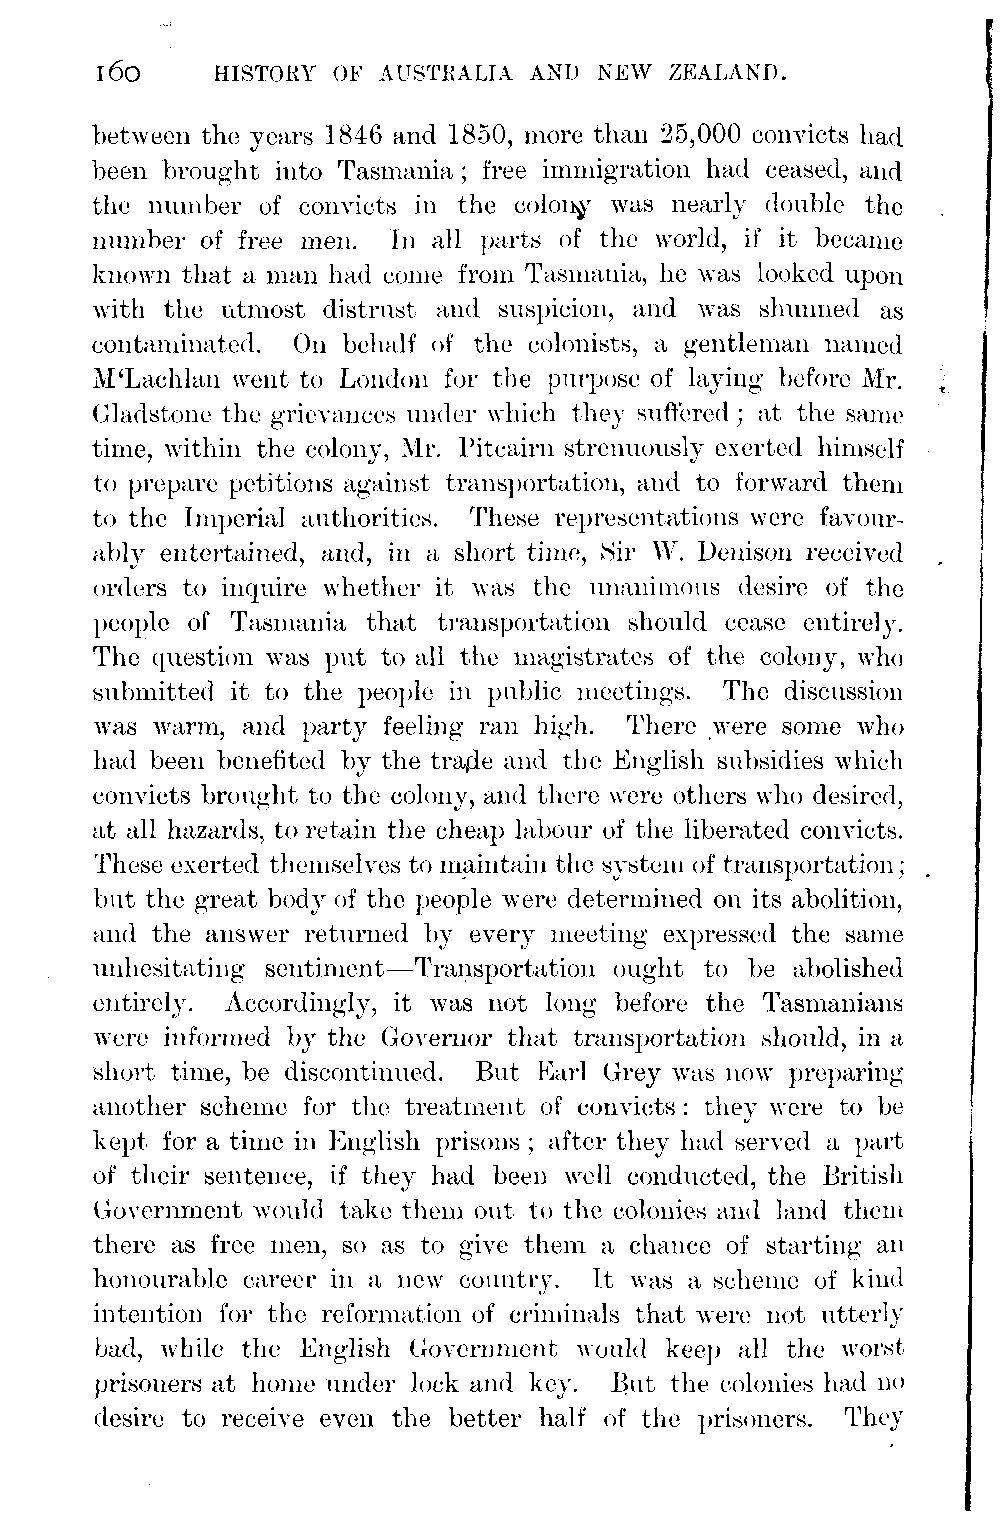 160 HISTORY OF AUSTRALIA AND NEW ZEALAND.
between the years 1846 and 1850, more than 25,000 convicts had
been brought into Tasmania; free immigration had ceased, and
the number of convicts in the colony was nearly double the
number of free men. In all parts of the world, if it became
known that a man had come from Tasmania, he was looked upon
with the utmost distrust and suspicion, and was shunned as
contaminated. On behalf of the colonists, a gentleman named
M‘Lachlan went to London for the purpose of laying before Mr.
Gladstone the grievances under which they suffered; at the same
time, within the colony, Mr. Pitcairn strenuously exerted himself
to prepare petitions against transportation, and to forward them
to the Imperial authorities. These representations were favour-
ably entertained, and, in a short time, Sir W. Denison received
orders to inquire whether it was the unanimous desire of the
people of Tasmania that transportation should cease entirely.
The question was put to all the magistrates of the colony, who
submitted it to the people in public meetings. The discussion
was warm, and party feeling ran high. There were some who
had been benefited by the trade and the English subsidies which
convicts brought to the colony, and there were others who desired,
at all hazards, to retain the cheap labour of the liberated convicts.
These exerted themselves to maintain the system of transportation;
but the great body of the people were determined on its abolition,
and the answer returned by every meeting expressed the same
unhesitating sentiment—Transportation ought to be abolished
entirely. Accordingly, it was not long before the Tasmanians
were informed by the Governor that transportation should, in a
short time, be discontinued. But Earl Grey was now preparing
another scheme for the treatment of convicts: they were to be
kept for a time in English prisons; after they had served a part
of their sentence, if they had been well conducted, the British
Government would take them out to the colonies and land them
there as free men, so as to give them a chance of starting an
honourable career in a new country. It was a scheme of kind
intention for the reformation of criminals that were not utterly
bad, while the English Government would keep all the worst
prisoners at home under lock and key. But the colonies had no
desire to receive even the better half of the prisoners. They